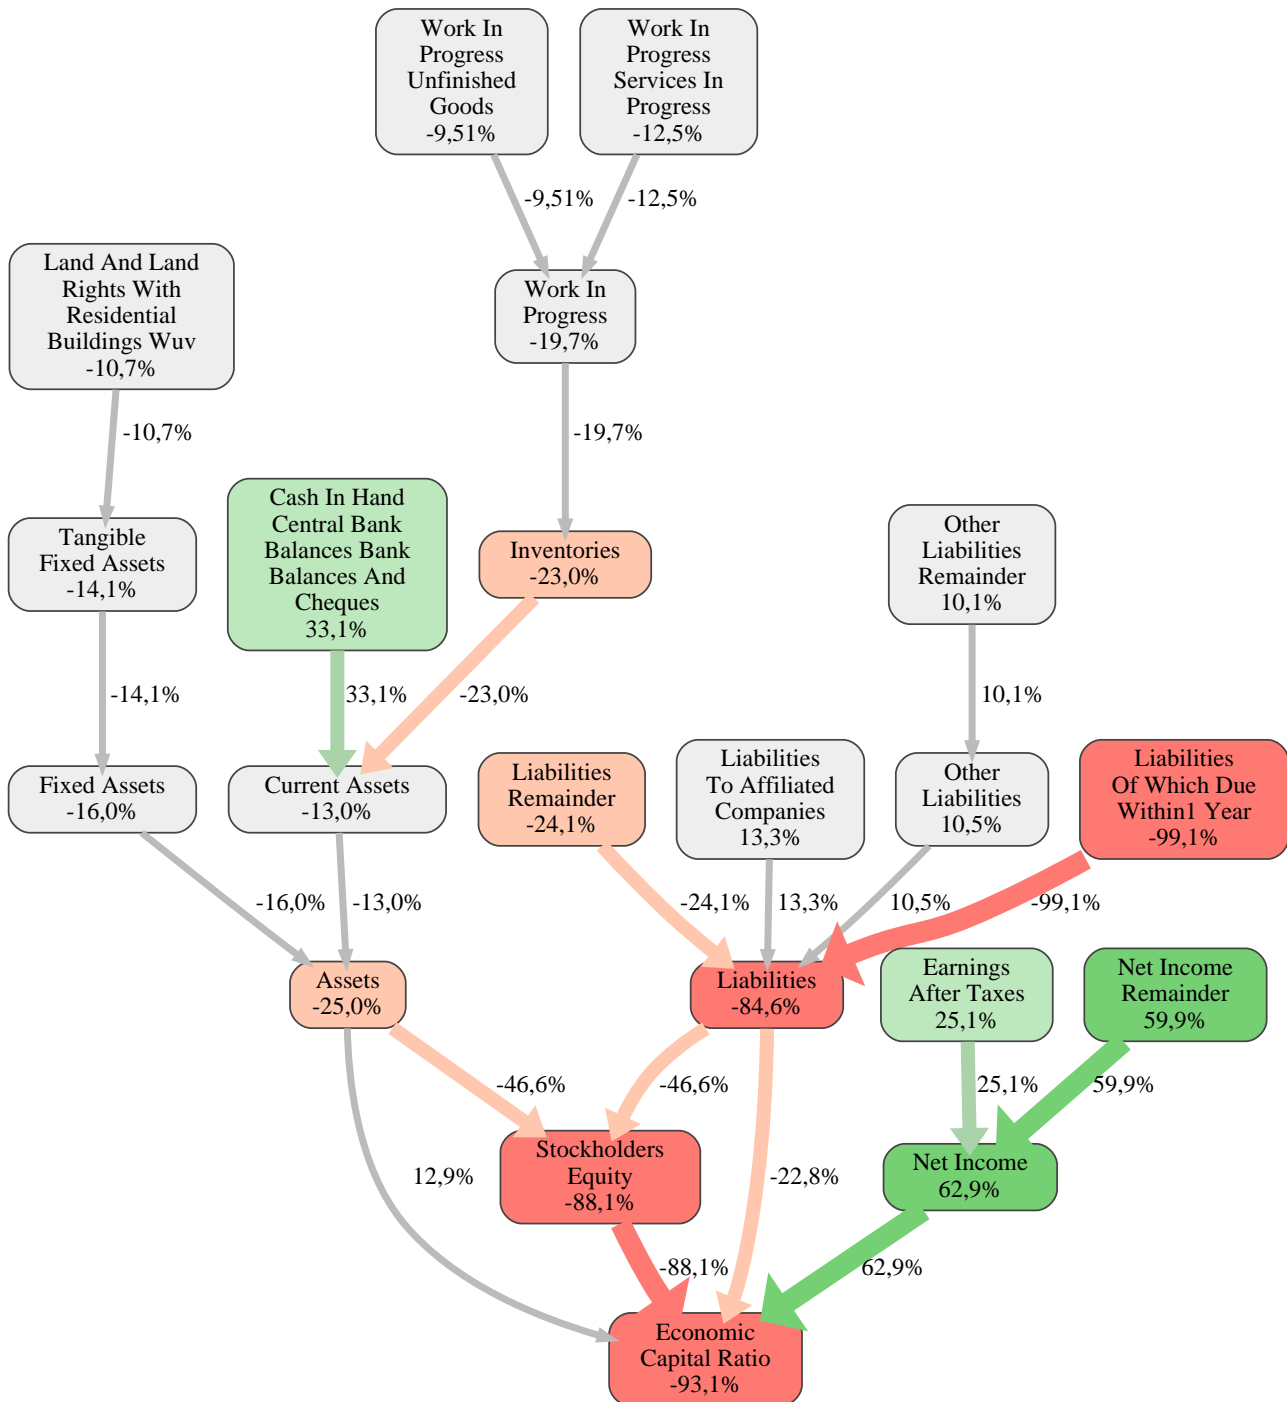 Work In
Progress
Unfinished
Goods
-9,51%
Work In
Progress
Services In
Progress
-12,5%
-9,51%
-12,5%
Land And Land
Rights With
Residential
Buildings Wuv
-10,7%
Work In
Progress
-19,7%
-10,7%
-19,7%
Cash In Hand
Central Bank
Balances Bank
Balances And
Cheques
33,1%
Tangible
Fixed Assets
-14,1%
Inventories
-23,0%
Other
Liabilities
Remainder
10,1%
-14,1%
33,1%
-23,0%
10,1%
Fixed Assets
-16,0%
Current Assets
-13,0%
Liabilities
Remainder
-24,1%
Liabilities
To Affiliated
Companies
13,3%
Other
Liabilities
10,5%
Liabilities
Of Which Due
Within1 Year
-99,1%
-16,0%
-13,0%
-24,1%
13,3%
10,5%
-99,1%
Assets
-25,0%
Liabilities
-84,6%
Earnings
After Taxes
25,1%
Net Income
Remainder
59,9%
-46,6%
-46,6%
25,1%
59,9%
Stockholders
Equity
-88,1%
Net Income
62,9%
12,9%
-22,8%
-88,1%
62,9%
Economic
Capital Ratio
-93,1%